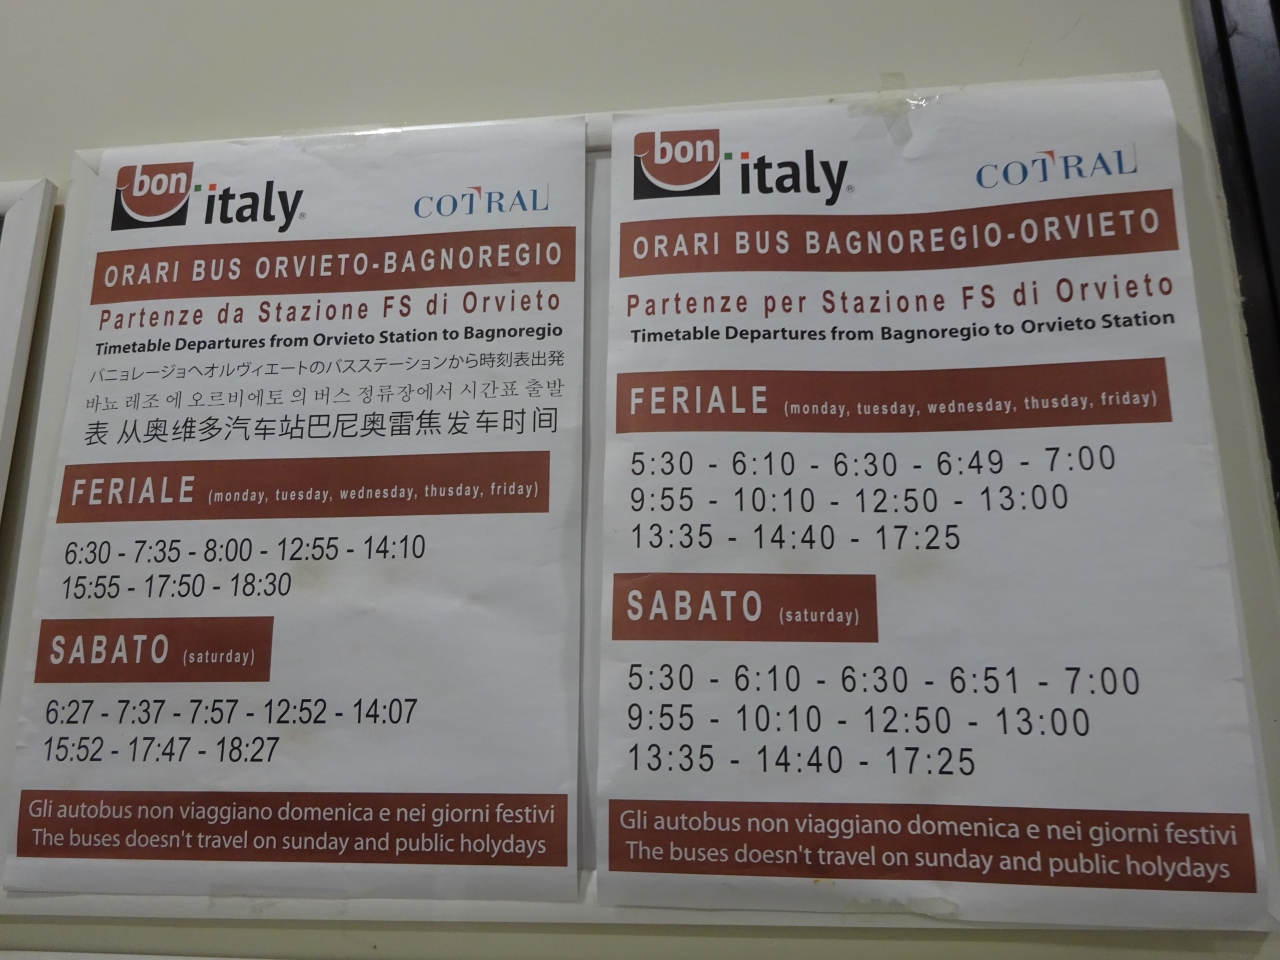 bon italy® COTRAL
ORARI BUS ORVIETO-BAGNOREGIO
Partenze da Stazione FS di Orvieto
Timetable Departures from Orvieto Station to Bagnoregio
バニョレージョヘオルヴィエートのバスステーションから時刻表出発
바뇨 레조 에 오르비에토 의 버스 정류장에서 시간표 출발
表 从奥维多汽车站巴尼奥雷焦发车时间
FERIALE (monday, tuesday, wednesday, thusday, friday)
6:30 - 7:35 - 8:00 - 12:55 - 14:10
15:55 - 17:50 - 18:30
SABATO (saturday)
6:27 - 7:37 - 7:57 - 12:52 - 14:07
15:52 - 17:47 - 18:27
Gli autobus non viaggiano domenica e nei giorni festivi
The buses doesn't travel on sunday and public holydays
bon italy® COTRAL
ORARI BUS BAGNOREGIO-ORVIETO
Partenze per Stazione FS di Orvieto
Timetable Departures from Bagnoregio to Orvieto Station
FERIALE (monday, tuesday, wednesday, thusday, friday)
5:30 - 6:10 - 6:30 - 6:49 - 7:00
9:55 - 10:10 - 12:50 - 13:00
13:35 - 14:40 - 17:25
SABATO (saturday)
5:30 - 6:10 - 6:30 - 6:51 - 7:00
9:55 - 10:10 - 12:50 - 13:00
13:35 - 14:40 - 17:25
Gli autobus non viaggiano domenica e nei giorni festivi
The buses doesn't travel on sunday and public holydays